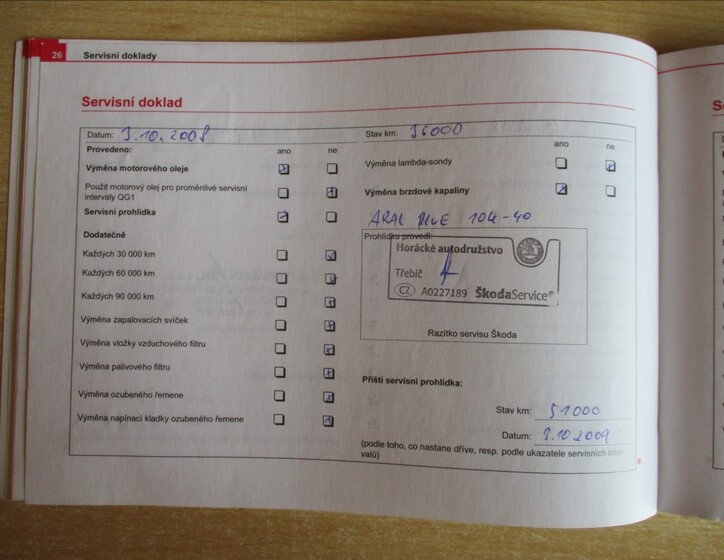 26 Servisní doklady
Servisní doklad
Datum: 3.10.2008
Provedeno: ano ne
Výměna motorového oleje
Použit motorový olej pro proměnlivé servisní
intervaly QG1
Servisní prohlídka
Dodatečně
Každých 30 000 km
Každých 60 000 km
Každých 90 000 km
Výměna zapalovacích svíček
Výměna vložky vzduchového filtru
Výměna palivového filtru
Výměna ozubeného řemene
Výměna napínací kladky ozubeného řemene
Stav km: 36000
ano ne
Výměna lambda-sondy
Výměna brzdové kapaliny
ARAL BLUE 10W-40
Prohlídku provedl:
Horácké autodružstvo
Třebíč
CZ A0227189 ŠkodaService®
Razítko servisu Škoda
Příští servisní prohlídka:
Stav km: 51000
Datum: 3.10.2009
(podle toho, co nastane dříve, resp. podle ukazatele servisních inter-
valů)
S